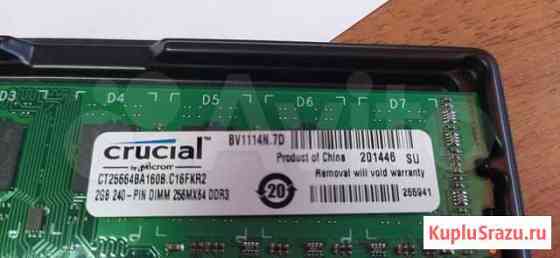 D3 D4 D5 D6 D7
BV1114N.7D
crucial
by Micron
Product of China 201446 SU
CT25664BA160B.C16FKR2
Removal will void warranty
2GB 240-PIN DIMM 256MX64 DDR3
20
266941
Avito
KupluSrazu.ru